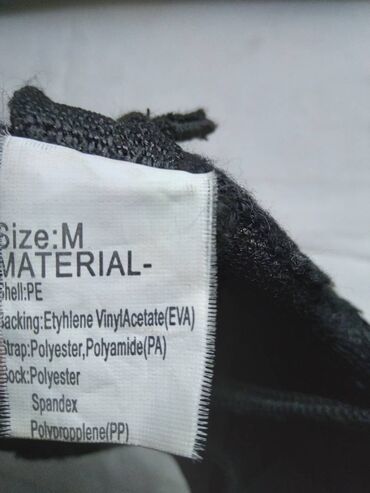 Size:M
MATERIAL-
Shell:PE
Backing:Etyhlene VinylAcetate(EVA)
Strap:Polyester,Polyamide(PA)
Sock:Polyester
Spandex
Polypropplene(PP)